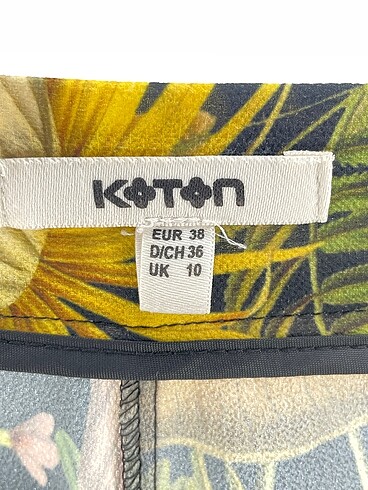 KOTON
EUR 38
D/CH 36
UK 10